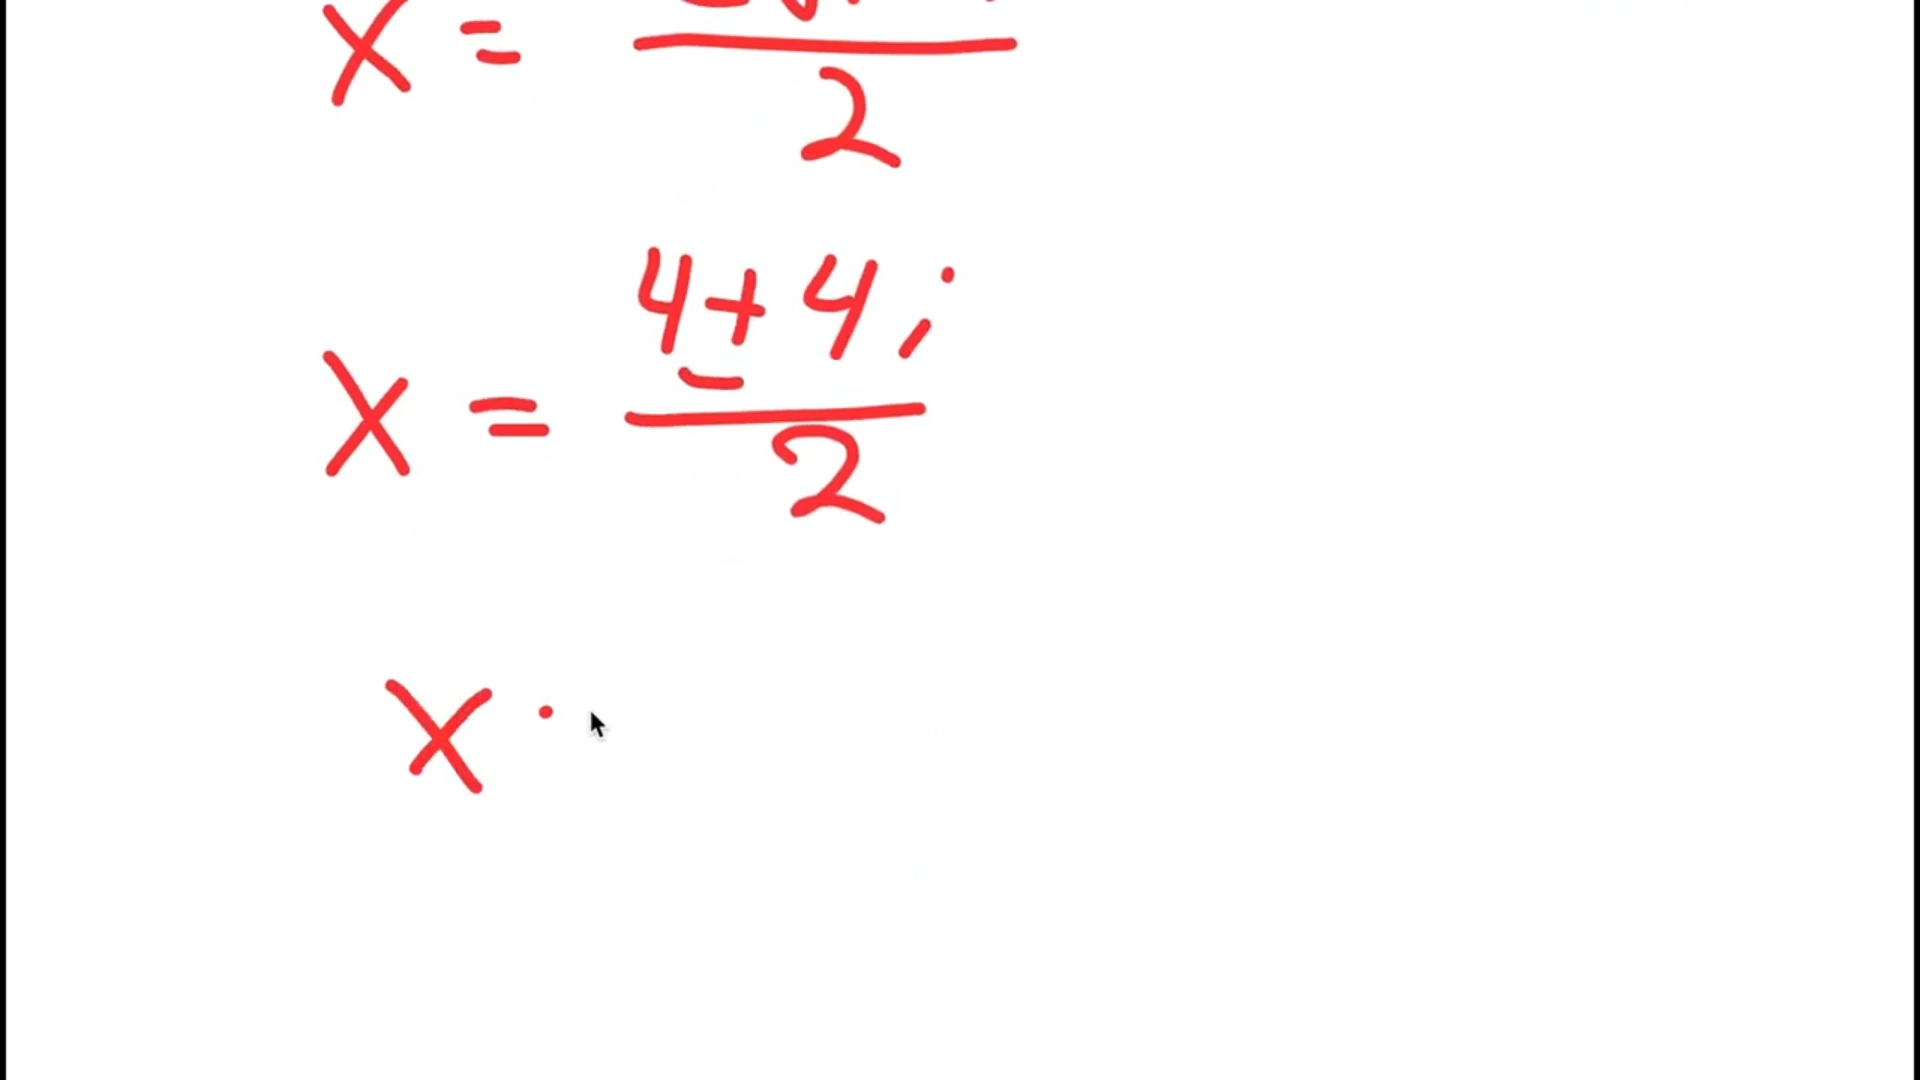 x =
2
x = 4 ± 4i
2
x